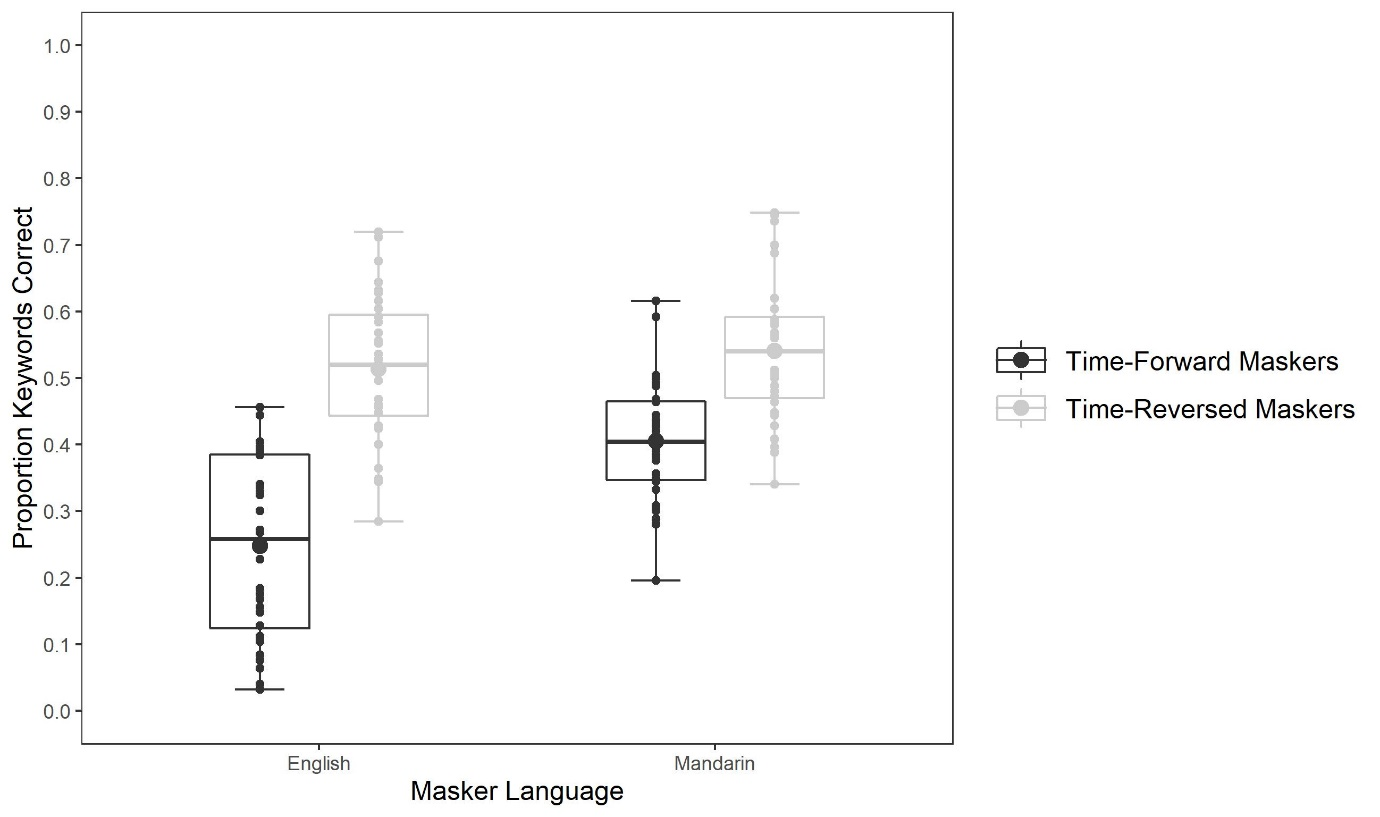 Proportion Keywords Correct
1.0
0.9
0.8
0.7
0.6
0.5
0.4
0.3
0.2
0.1
0.0
English
Mandarin
Masker Language
Time-Forward Maskers
Time-Reversed Maskers